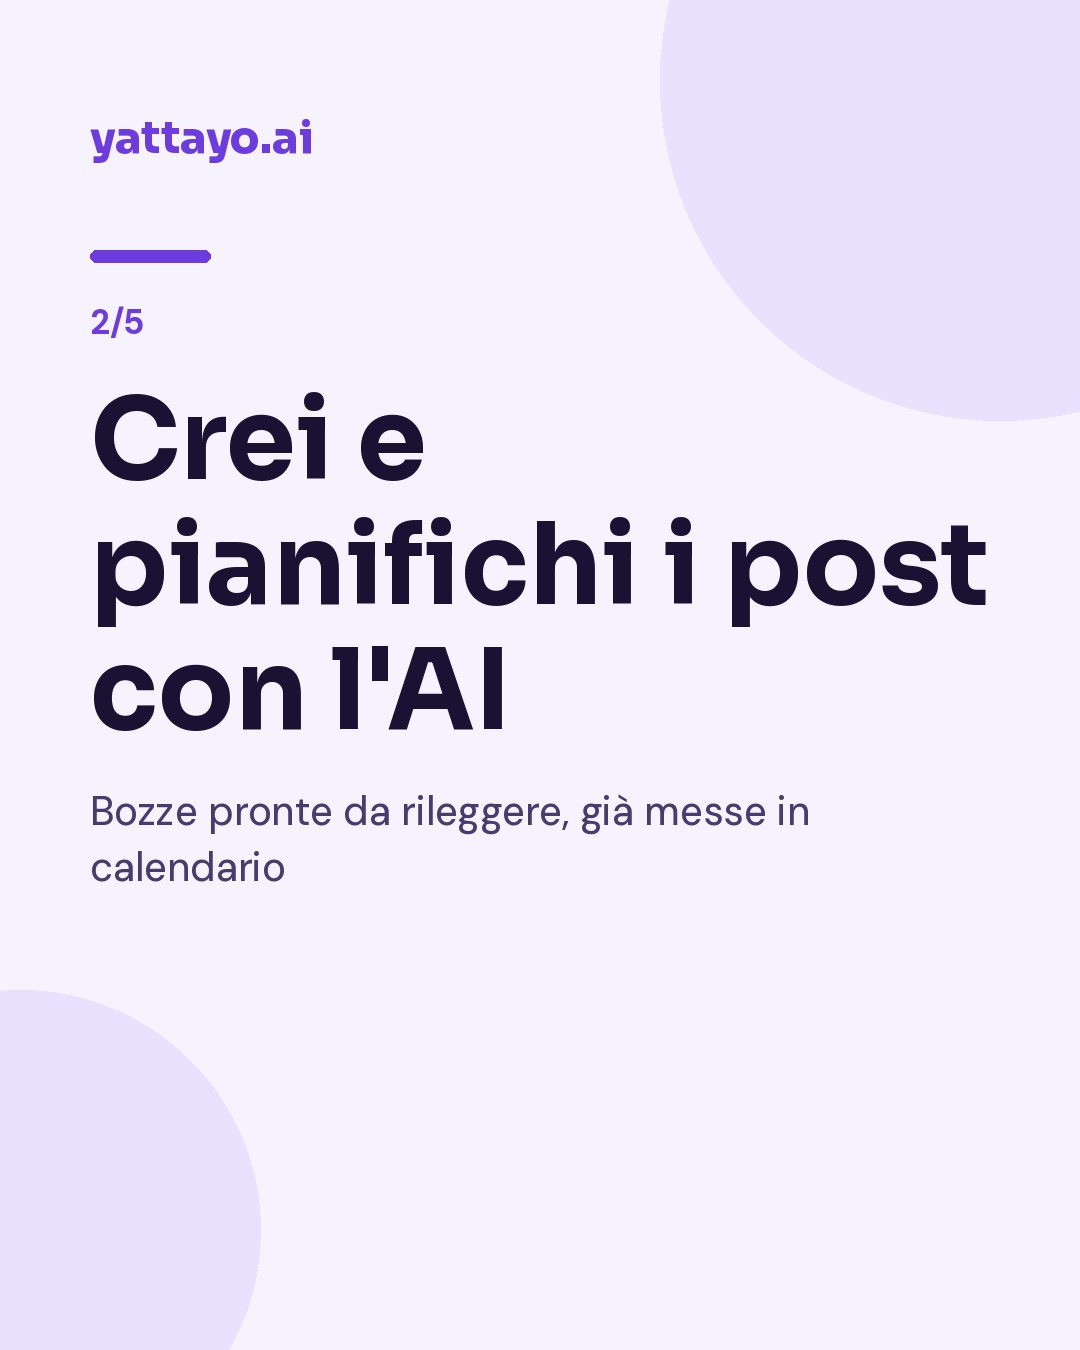 yattayo.ai
2/5
Crei e
pianifichi i post
con l'AI
Bozze pronte da rileggere, già messe in
calendario